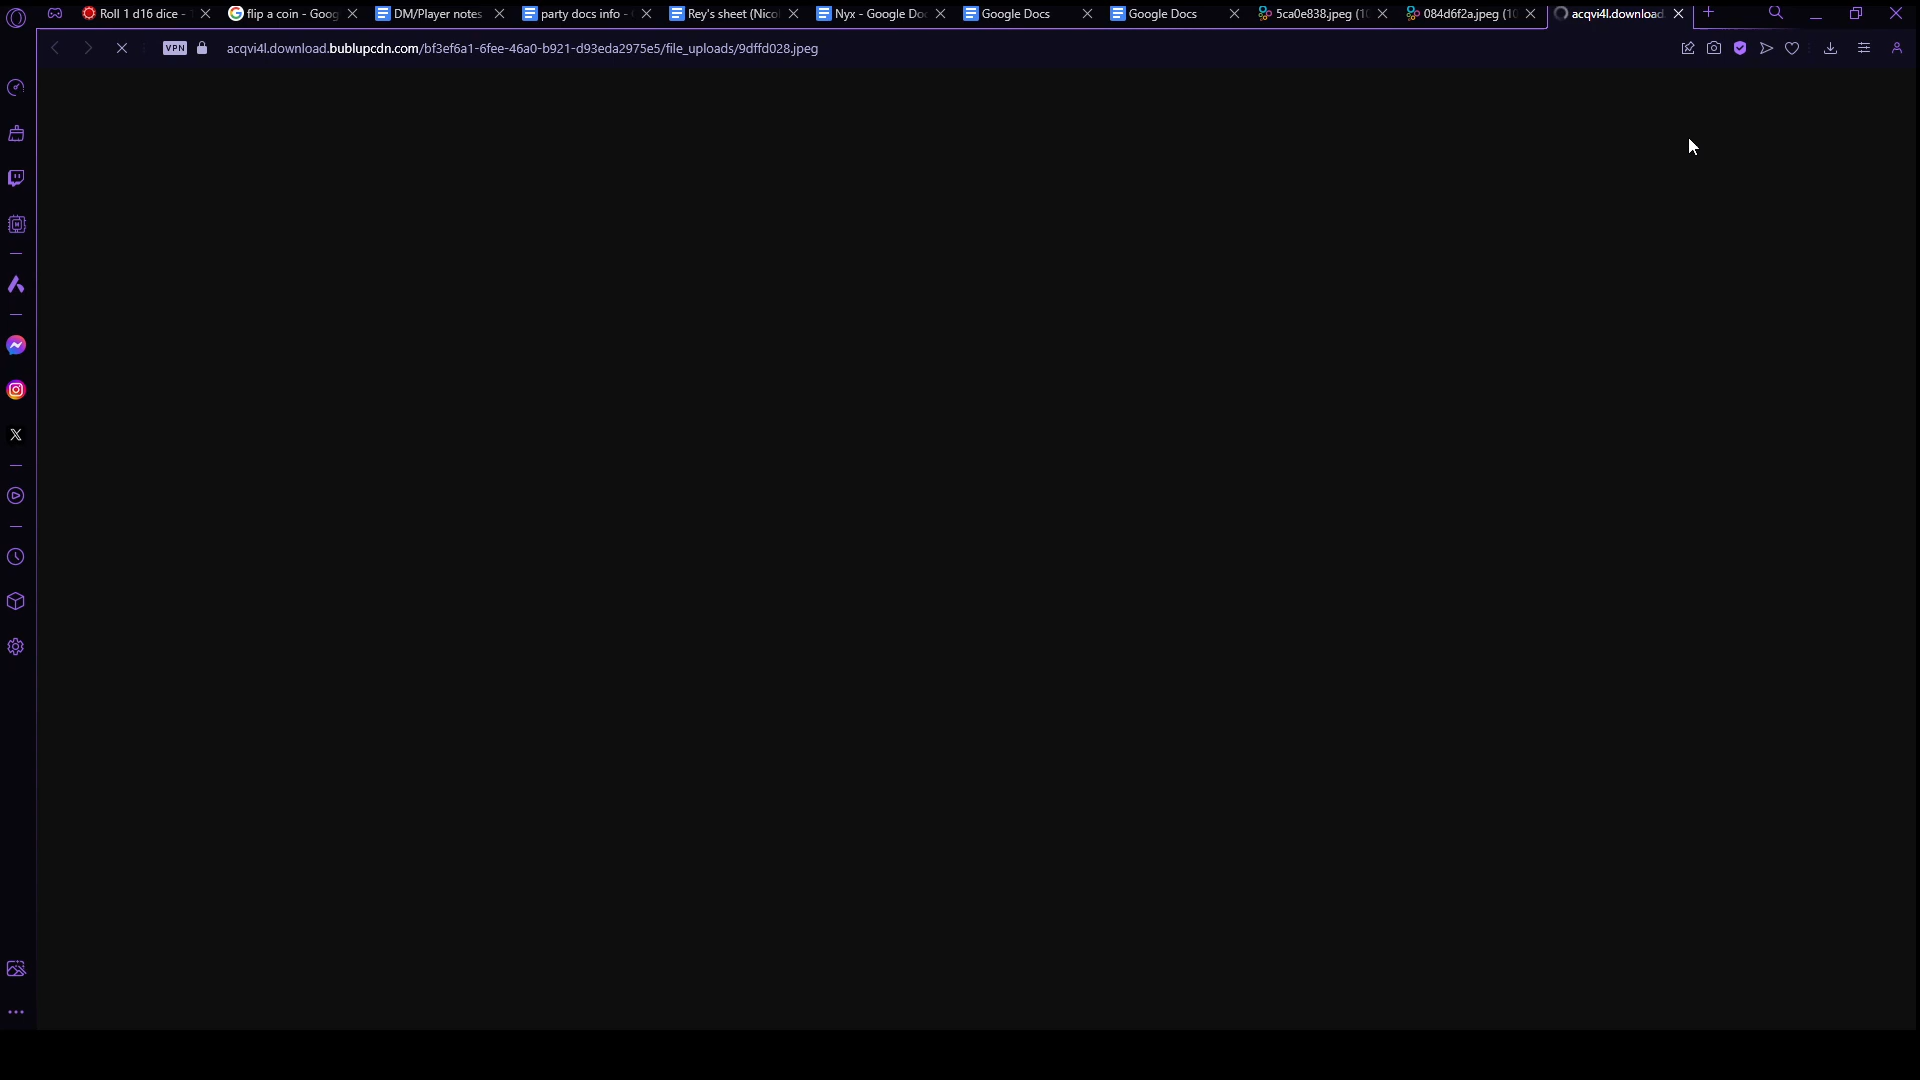 Roll 1 d16 dice -
flip a coin - Goog
DM/Player notes
party docs info -
Rey's sheet (Nico
Nyx - Google Do
Google Docs
Google Docs
5ca0e838.jpeg (1
084d6f2a.jpeg (1
acqvi4l.download
VPN
acqvi4l.download.bublupcdn.com/bf3ef6a1-6fee-46a0-b921-d93eda2975e5/file_uploads/9dffd028.jpeg